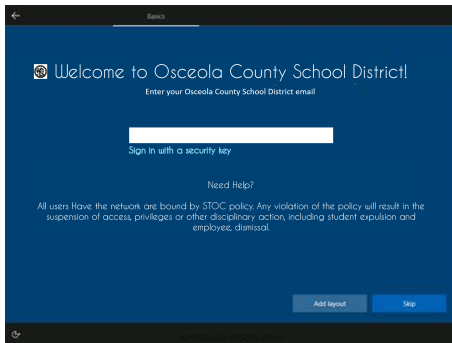 Basics
Welcome to Osceola County School District!
Enter your Osceola County School District email
Sign in with a security key
Need Help?
All users Have the network are bound by STOC policy. Any violation of the policy will result in the
suspension of access, privileges or other disciplinary action, including student expulsion and
employee, dismissal.
Add layout
Skip